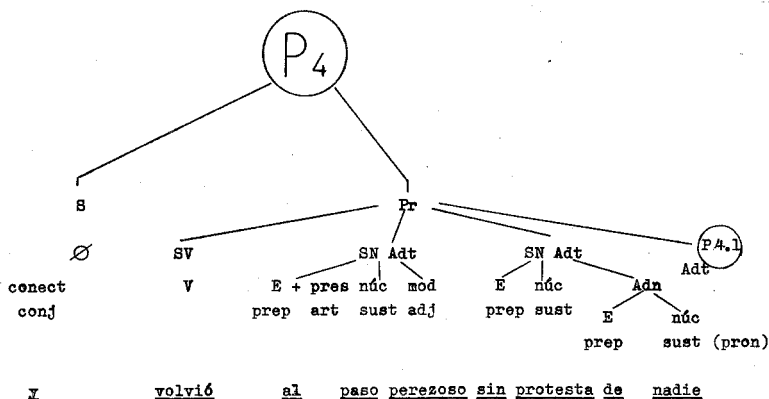 P4
S Pr
Ø SV SN Adt SN Adt P.4.1
Adt
conect V E + pres núc mod E núc Adn
conj prep art sust adj prep sust
E núc
prep sust (pron)
y volvió al paso perezoso sin protesta de nadie